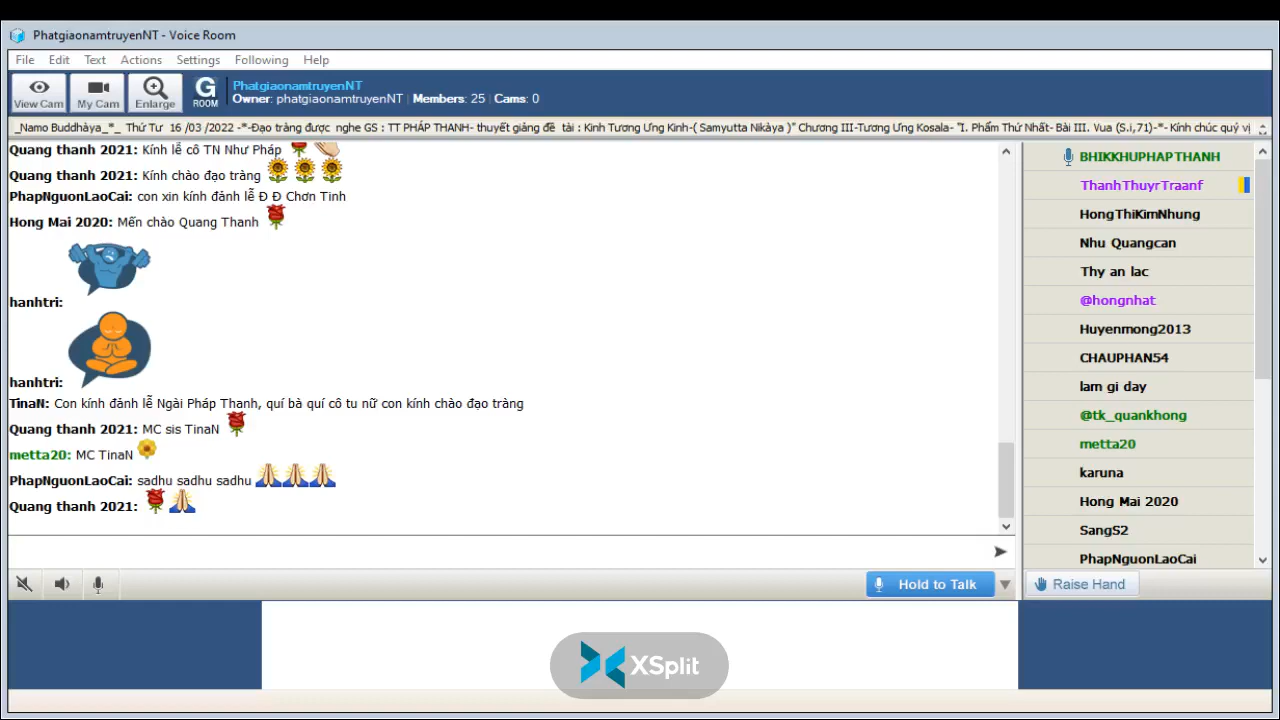 PhatgiaonamtruyenNT - Voice Room
File Edit Text Actions Settings Following Help
View Cam My Cam Enlarge G ROOM
PhatgiaonamtruyenNT
Owner: phatgiaonamtruyenNT | Members: 25 | Cams: 0
_Namo Buddhàya_*_ Thứ Tư 16 /03 /2022 -*-Đạo tràng được nghe GS : TT PHÁP THANH- thuyết giảng đề tài : Kinh Tương Ưng Kinh-( Samyutta Nikàya )" Chương III-Tương Ưng Kosala- "I. Phẩm Thứ Nhất- Bài III. Vua (S.i,71)-*- Kính chúc quý vị
Quang thanh 2021: Kính lễ cô TN Như Pháp
Quang thanh 2021: Kính chào đạo tràng
PhapNguonLaoCai: con xin kính đảnh lễ Đ Đ Chơn Tinh
Hong Mai 2020: Mến chào Quang Thanh
hanhtri:
hanhtri:
TinaN: Con kính đảnh lễ Ngài Pháp Thanh, quí bà quí cô tu nữ con kính chào đạo tràng
Quang thanh 2021: MC sis TinaN
metta20: MC TinaN
PhapNguonLaoCai: sadhu sadhu sadhu
Quang thanh 2021:
BHIKKHUPHAPTHANH
ThanhThuyrTraanf
HongThiKimNhung
Nhu Quangcan
Thy an lac
@hongnhat
Huyenmong2013
CHAUPHAN54
lam gi day
@tk_quankhong
metta20
karuna
Hong Mai 2020
SangS2
PhapNguonLaoCai
Hold to Talk
Raise Hand
XSplit